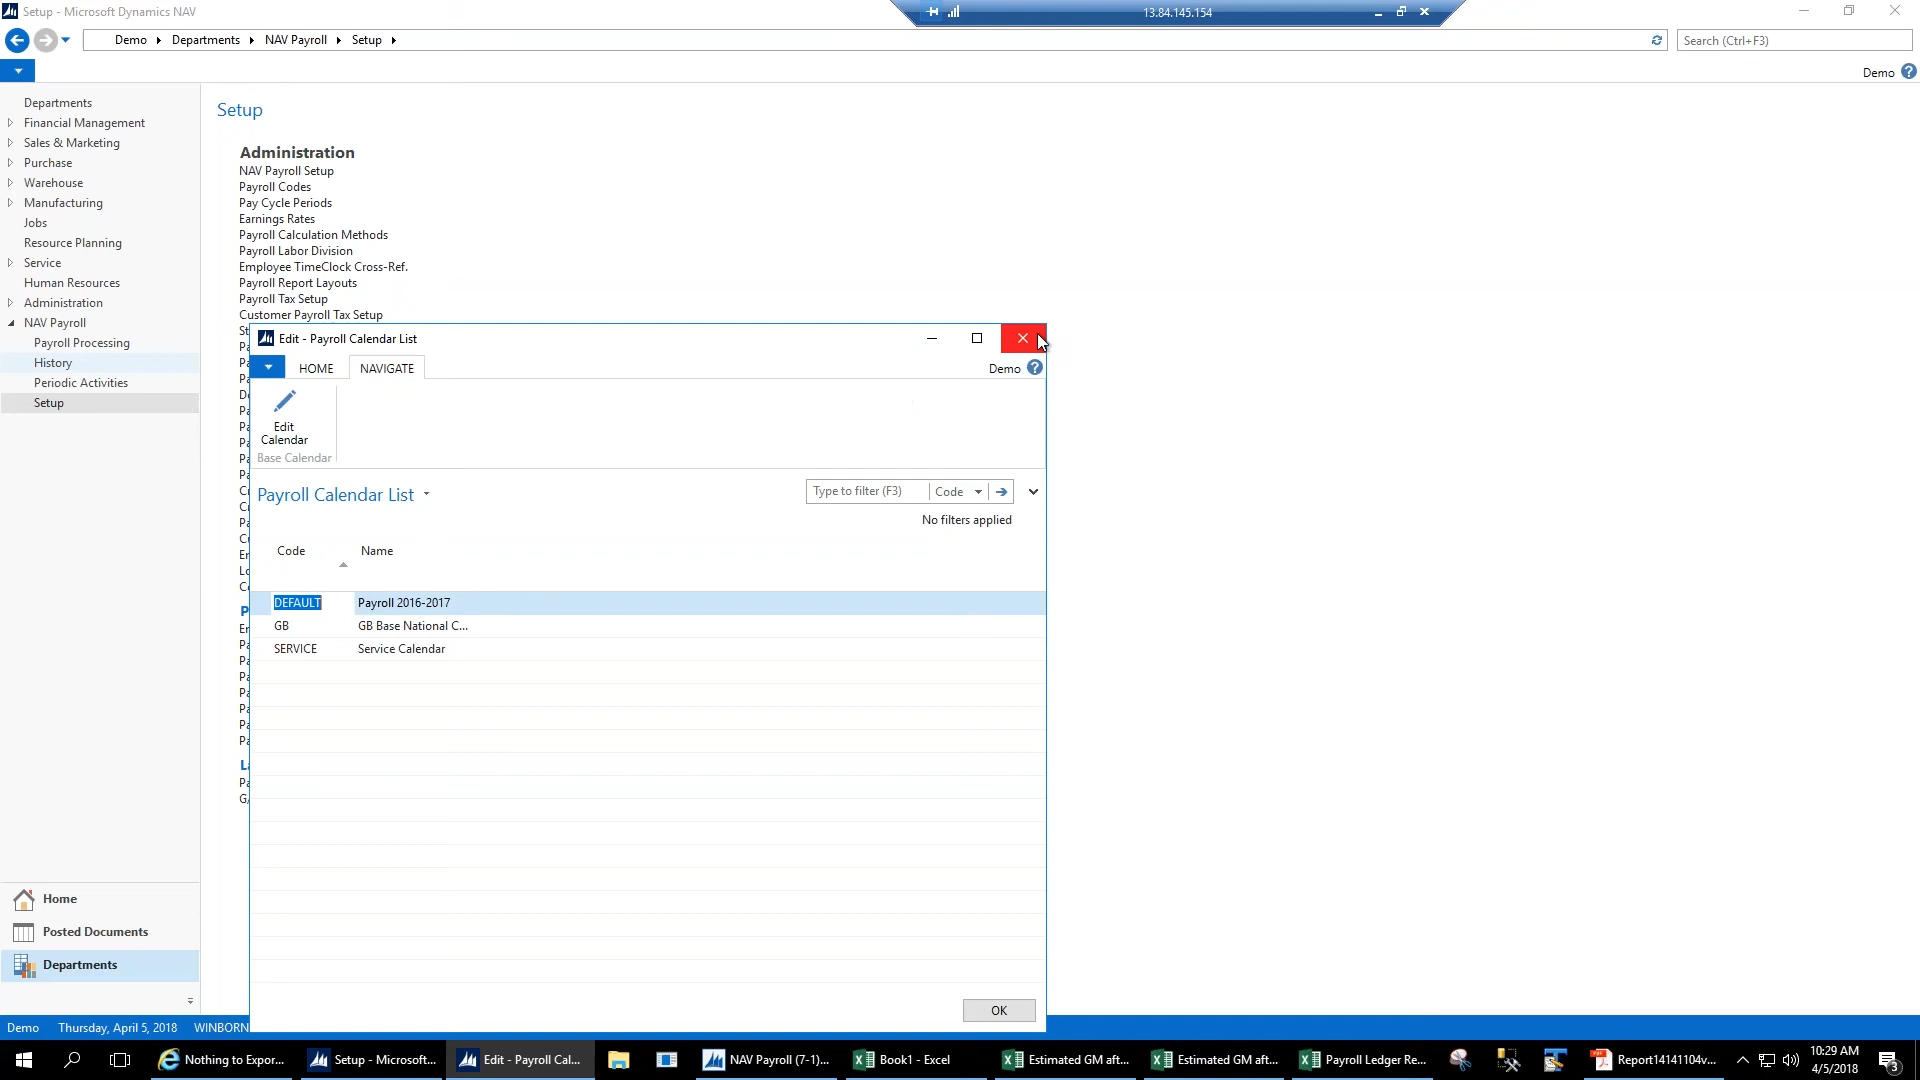 Setup - Microsoft Dynamics NAV
13.84.145.154
Demo Departments NAV Payroll Setup
Search (Ctrl+F3)
Demo
Departments
Financial Management
Sales & Marketing
Purchase
Warehouse
Manufacturing
Jobs
Resource Planning
Service
Human Resources
Administration
NAV Payroll
Payroll Processing
History
Periodic Activities
Setup
Setup
Administration
NAV Payroll Setup
Payroll Codes
Pay Cycle Periods
Earnings Rates
Payroll Calculation Methods
Payroll Labor Division
Employee TimeClock Cross-Ref.
Payroll Report Layouts
Payroll Tax Setup
Customer Payroll Tax Setup
Edit - Payroll Calendar List
HOME NAVIGATE
Demo
Edit
Calendar
Base Calendar
Payroll Calendar List
Type to filter (F3) Code
No filters applied
Code Name
DEFAULT Payroll 2016-2017
GB GB Base National C...
SERVICE Service Calendar
OK
Home
Posted Documents
Departments
Demo Thursday, April 5, 2018 WINBORN
Nothing to Expor...
Setup - Microsoft...
Edit - Payroll Cal...
NAV Payroll (7-1)...
Book1 - Excel
Estimated GM aft...
Estimated GM aft...
Payroll Ledger Re...
Report14141104v...
10:29 AM
4/5/2018
3